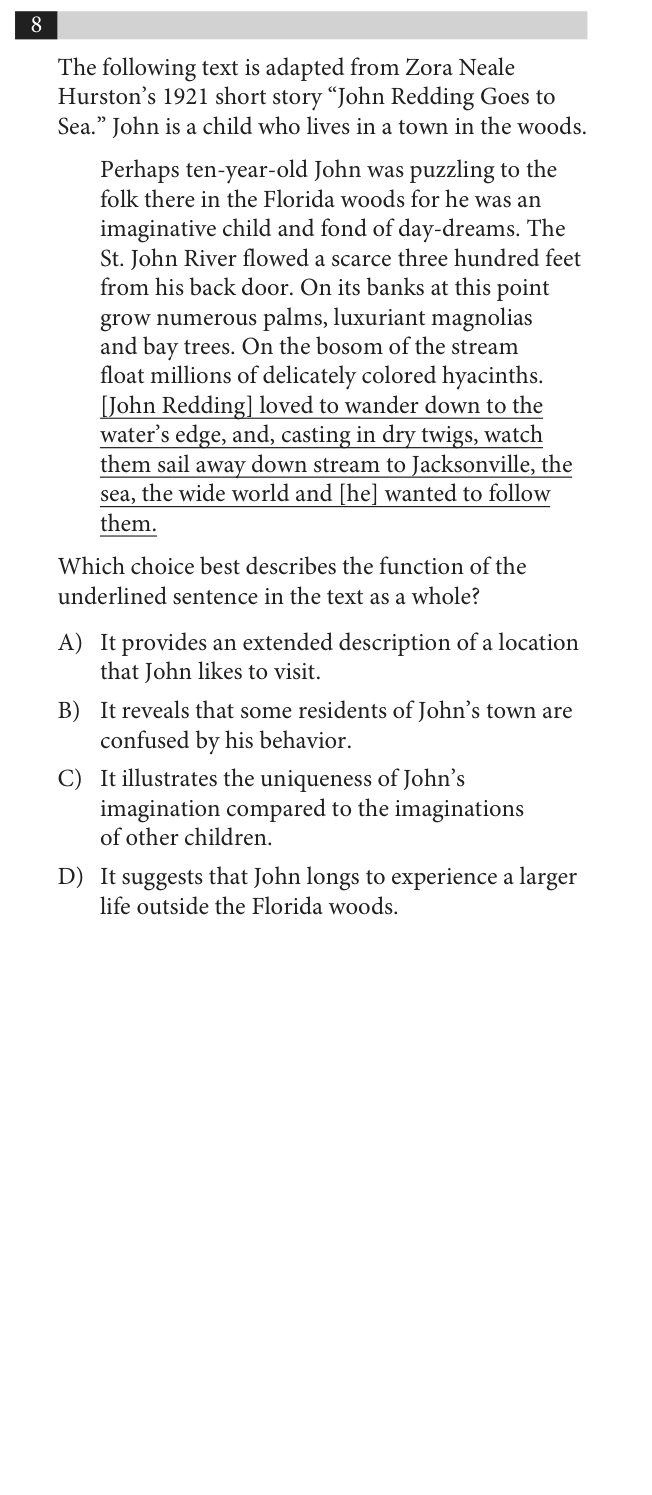 8
The following text is adapted from Zora Neale
Hurston’s 1921 short story “John Redding Goes to
Sea.” John is a child who lives in a town in the woods.
Perhaps ten-year-old John was puzzling to the
folk there in the Florida woods for he was an
imaginative child and fond of day-dreams. The
St. John River flowed a scarce three hundred feet
from his back door. On its banks at this point
grow numerous palms, luxuriant magnolias
and bay trees. On the bosom of the stream
float millions of delicately colored hyacinths.
[John Redding] loved to wander down to the
water’s edge, and, casting in dry twigs, watch
them sail away down stream to Jacksonville, the
sea, the wide world and [he] wanted to follow
them.
Which choice best describes the function of the
underlined sentence in the text as a whole?
A) It provides an extended description of a location
that John likes to visit.
B) It reveals that some residents of John’s town are
confused by his behavior.
C) It illustrates the uniqueness of John’s
imagination compared to the imaginations
of other children.
D) It suggests that John longs to experience a larger
life outside the Florida woods.